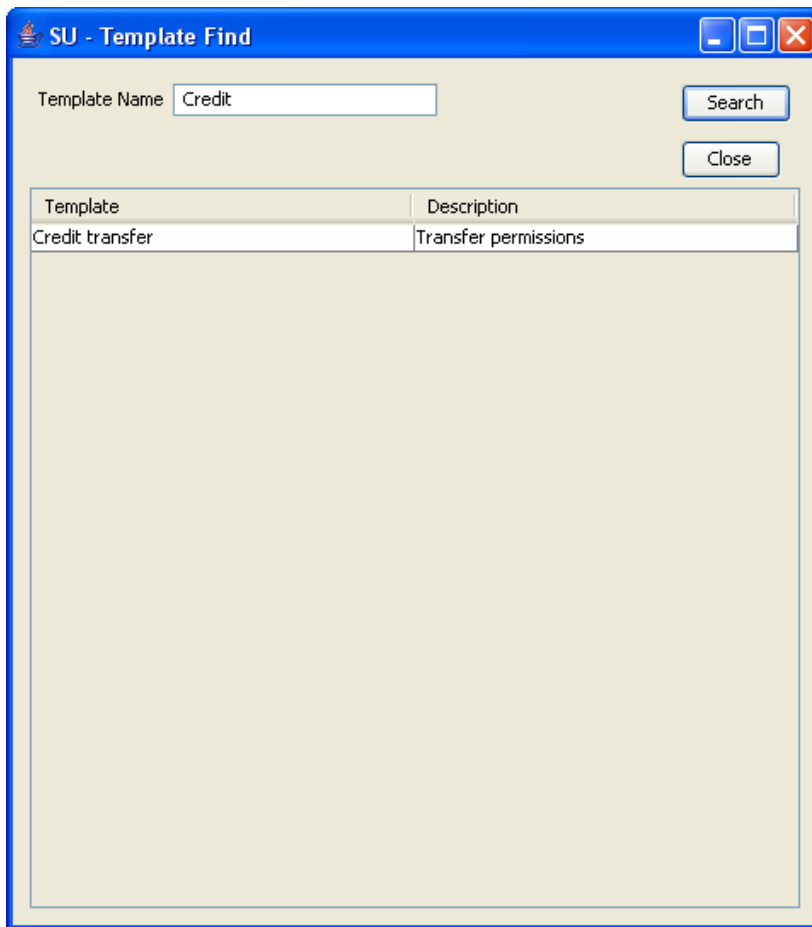 SU - Template Find
Template Name Credit Search
Close
Template Description
Credit transfer Transfer permissions